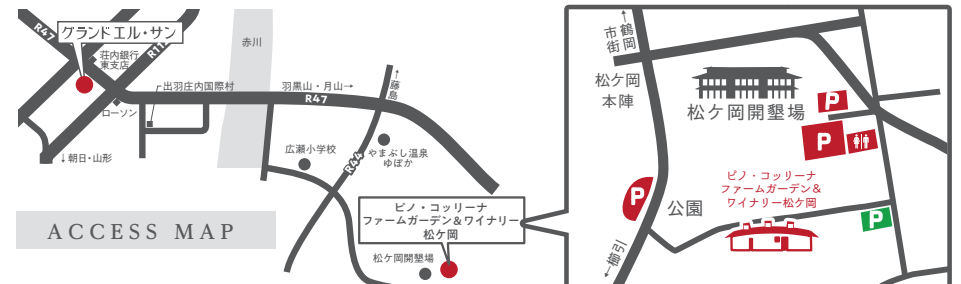 グランド エル・サン
R47
R112
荘内銀行
東支店
赤川
出羽庄内国際村
ローソン
↓朝日・山形
羽黒山・月山→
R47
←藤島
広瀬小学校
やまぶし温泉
ゆぽか
R44
ピノ・コッリーナ
ファームガーデン&ワイナリー
松ケ岡
松ケ岡開墾場
ACCESS MAP
←鶴岡
市街
松ケ岡
本陣
松ケ岡開墾場
P
P
P
公園
ピノ・コッリーナ
ファームガーデン&
ワイナリー松ケ岡
P
←櫛引